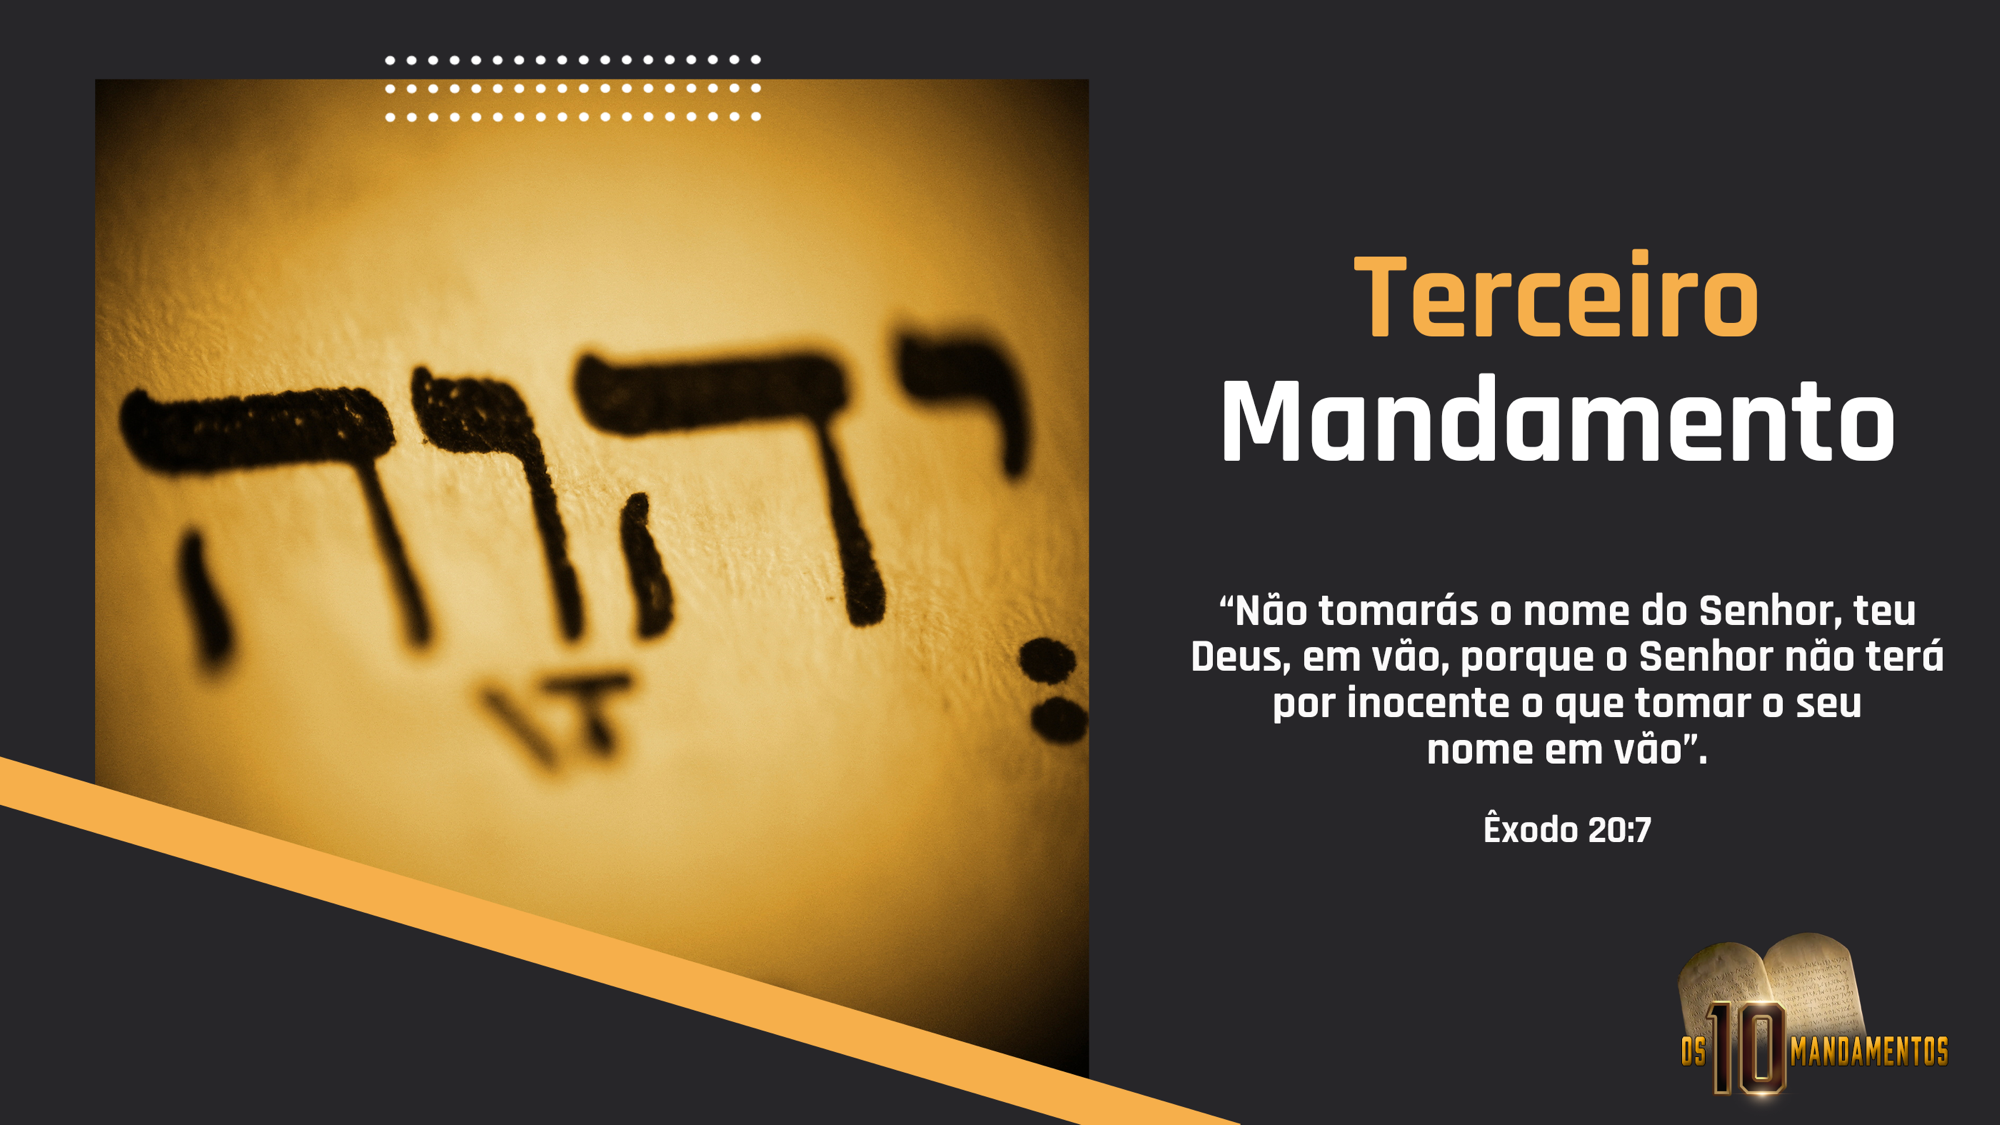 יהוה
Terceiro
Mandamento
“Não tomarás o nome do Senhor, teu
Deus, em vão, porque o Senhor não terá
por inocente o que tomar o seu
nome em vão”.
Êxodo 20:7
OS 10 MANDAMENTOS